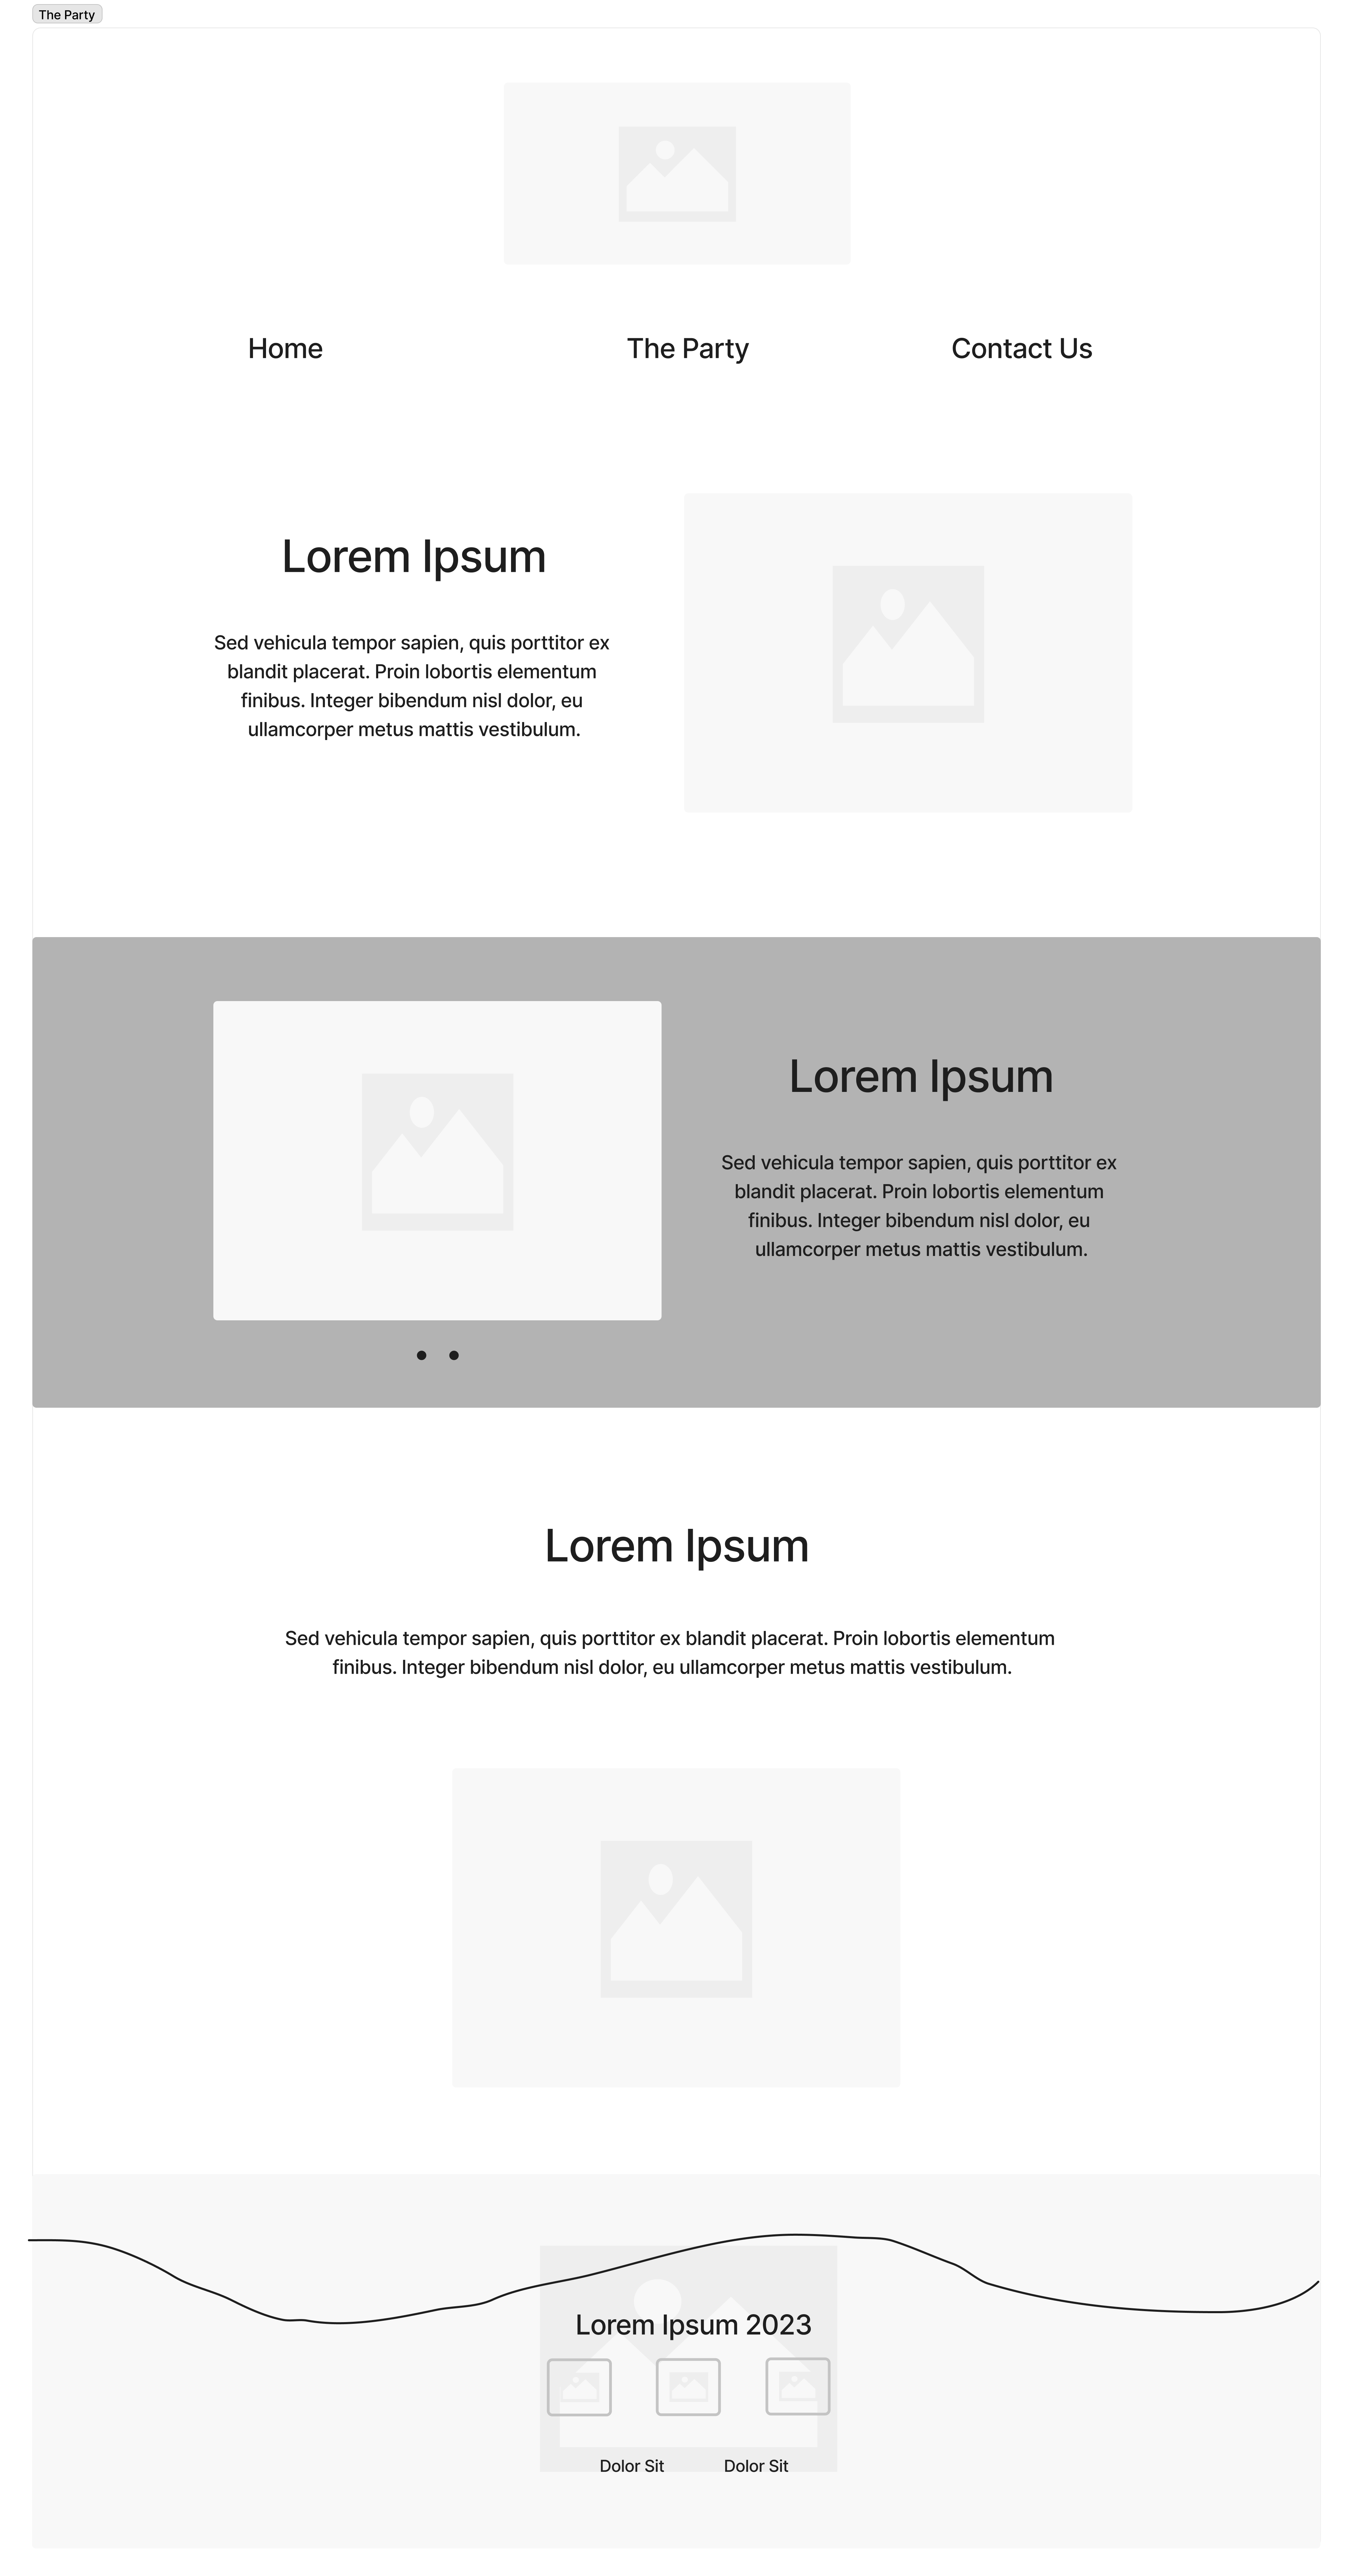 The Party
Home
The Party
Contact Us
Lorem Ipsum
Sed vehicula tempor sapien, quis porttitor ex
blandit placerat. Proin lobortis elementum
finibus. Integer bibendum nisl dolor, eu
ullamcorper metus mattis vestibulum.
Lorem Ipsum
Sed vehicula tempor sapien, quis porttitor ex
blandit placerat. Proin lobortis elementum
finibus. Integer bibendum nisl dolor, eu
ullamcorper metus mattis vestibulum.
Lorem Ipsum
Sed vehicula tempor sapien, quis porttitor ex blandit placerat. Proin lobortis elementum
finibus. Integer bibendum nisl dolor, eu ullamcorper metus mattis vestibulum.
Lorem Ipsum 2023
Dolor Sit
Dolor Sit